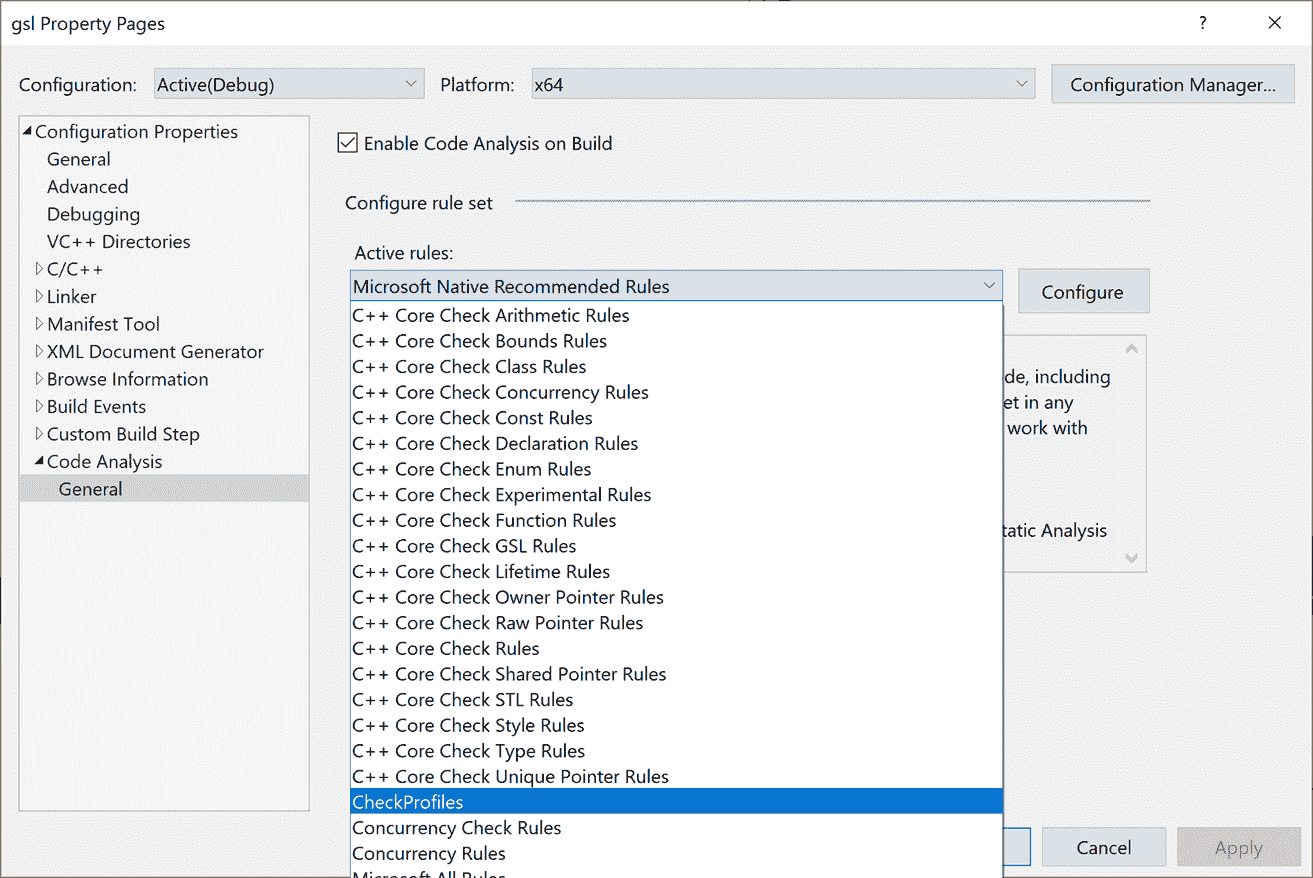 gsl Property Pages
?
Configuration: Active(Debug) Platform: x64 Configuration Manager...
Configuration Properties
General
Advanced
Debugging
VC++ Directories
C/C++
Linker
Manifest Tool
XML Document Generator
Browse Information
Build Events
Custom Build Step
Code Analysis
General
Enable Code Analysis on Build
Configure rule set
Active rules:
Microsoft Native Recommended Rules
Configure
C++ Core Check Arithmetic Rules
C++ Core Check Bounds Rules
C++ Core Check Class Rules
C++ Core Check Concurrency Rules
C++ Core Check Const Rules
C++ Core Check Declaration Rules
C++ Core Check Enum Rules
C++ Core Check Experimental Rules
C++ Core Check Function Rules
C++ Core Check GSL Rules
C++ Core Check Lifetime Rules
C++ Core Check Owner Pointer Rules
C++ Core Check Raw Pointer Rules
C++ Core Check Rules
C++ Core Check Shared Pointer Rules
C++ Core Check STL Rules
C++ Core Check Style Rules
C++ Core Check Type Rules
C++ Core Check Unique Pointer Rules
CheckProfiles
Concurrency Check Rules
Concurrency Rules
Microsoft All Rules
de, including
et in any
work with
tatic Analysis
Cancel
Apply